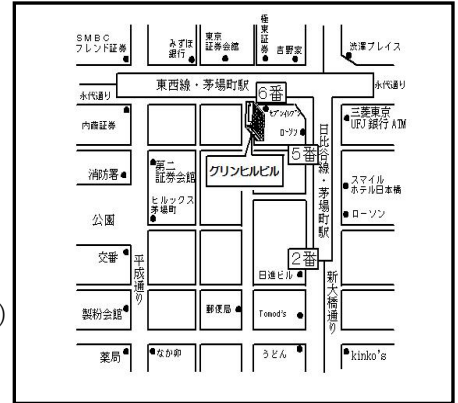 SMBC
フレンド証券
みずほ
銀行
東京
証券会館
極東証券
吉野家
渋澤プレイス
東西線・茅場町駅
永代通り
永代通り
6番
内藤証券
セブンイレブン
ローソン
三菱東京
UFJ銀行 ATM
5番
日比谷線・茅場町駅
消防署
第二
証券会館
グリンヒルビル
スマイル
ホテル日本橋
ヒルックス
茅場町
ローソン
公園
交番
平成通り
2番
日進ビル
新大橋通り
製粉会館
郵便局
Tomod's
薬局
なか卯
うどん
kinko's
)